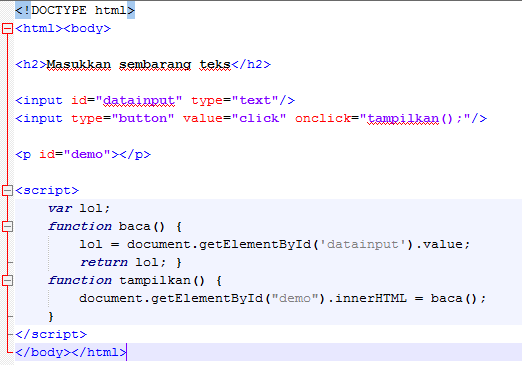 <!DOCTYPE html>
<html><body>
<h2>Masukkan sembarang teks</h2>
<input id="datainput" type="text"/>
<input type="button" value="click" onclick="tampilkan();"/>
<p id="demo"></p>
<script>
var lol;
function baca() {
lol = document.getElementById('datainput').value;
return lol; }
function tampilkan() {
document.getElementById("demo").innerHTML = baca();
}
</script>
</body></html>